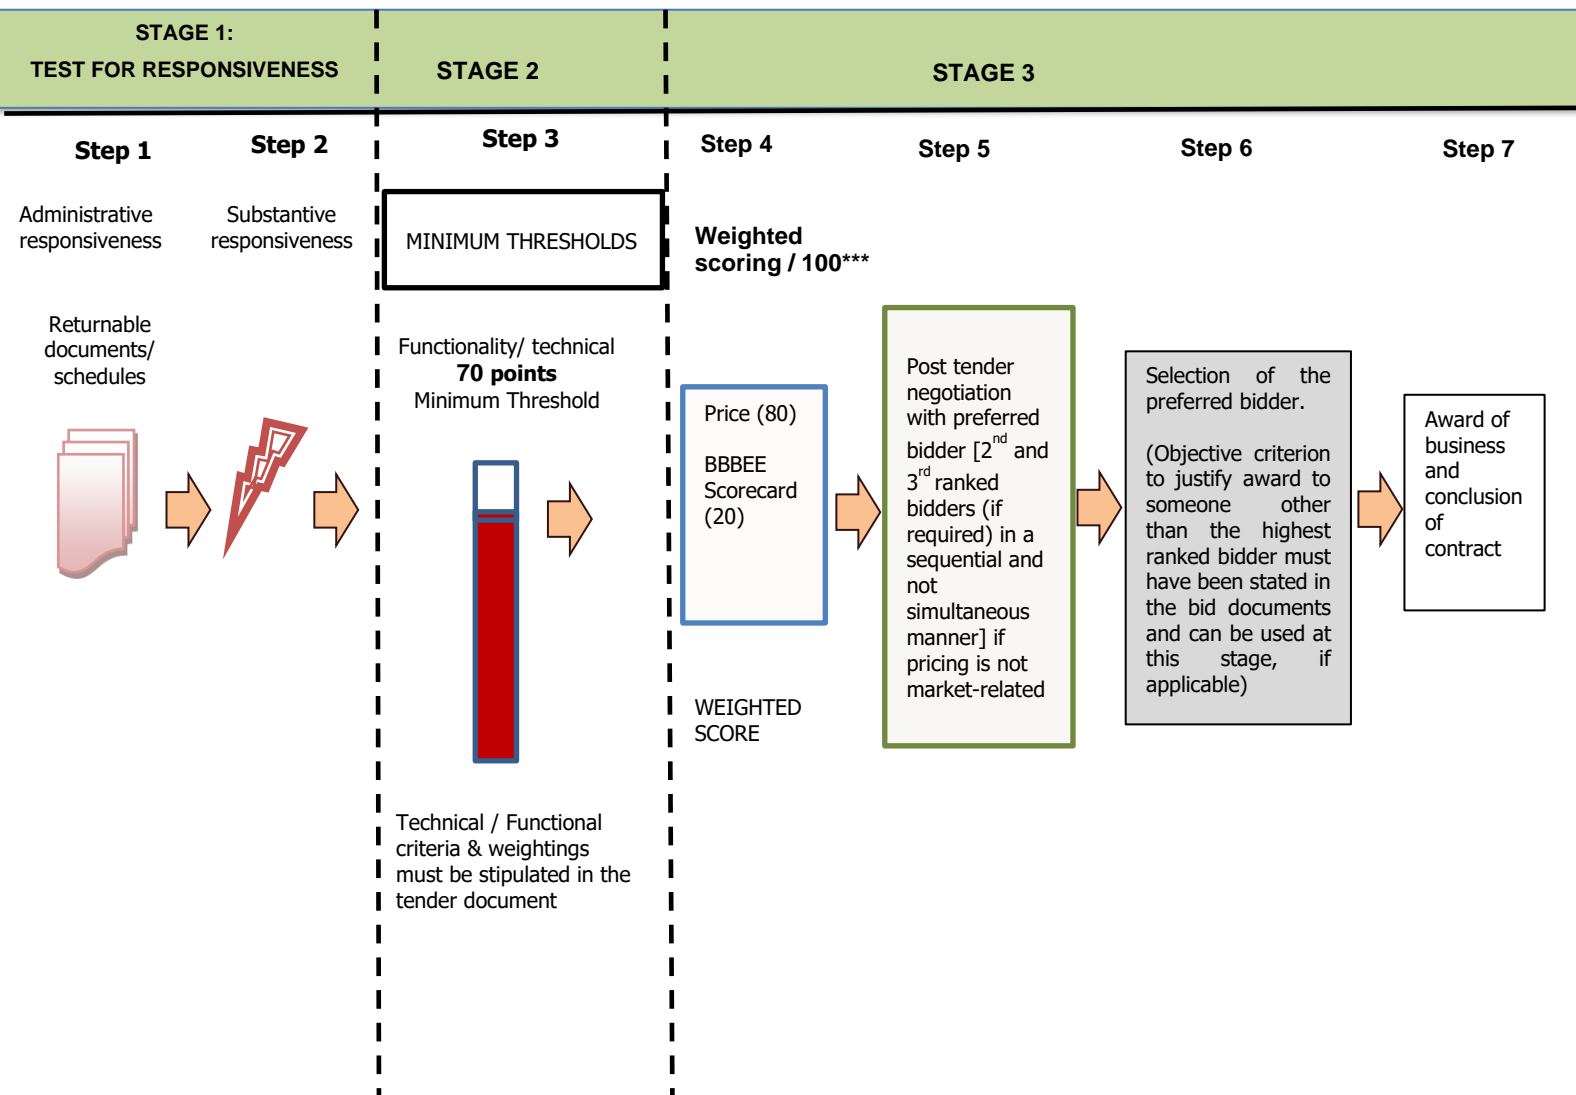 STAGE 1:
TEST FOR RESPONSIVENESS
STAGE 2
STAGE 3
Step 1
Step 2
Step 3
Step 4
Step 5
Step 6
Step 7
Administrative
responsiveness
Substantive
responsiveness
MINIMUM THRESHOLDS
Weighted
scoring / 100***
Returnable
documents/
schedules
Functionality/ technical
70 points
Minimum Threshold
Technical / Functional
criteria & weightings
must be stipulated in the
tender document
Price (80)
BBBEE
Scorecard
(20)
WEIGHTED
SCORE
Post tender
negotiation
with preferred
bidder [2nd and
3rd ranked
bidders (if
required) in a
sequential and
not
simultaneous
manner] if
pricing is not
market-related
Selection of the
preferred bidder.
(Objective criterion
to justify award to
someone other
than the highest
ranked bidder must
have been stated in
the bid documents
and can be used at
this stage, if
applicable)
Award of
business
and
conclusion
of
contract